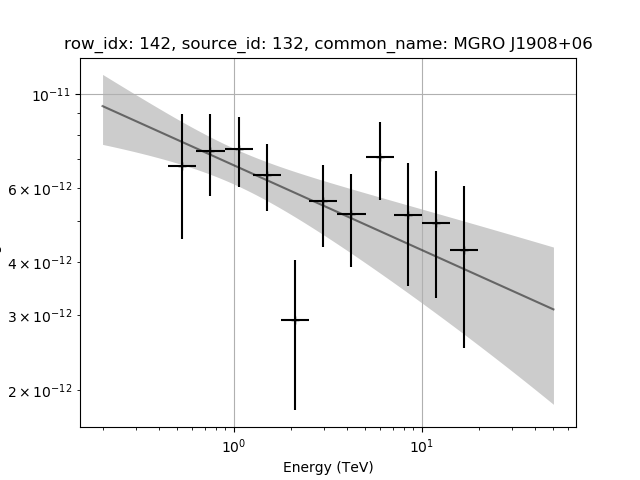 row_idx: 142, source_id: 132, common_name: MGRO J1908+06
10⁻¹¹
6 × 10⁻¹²
4 × 10⁻¹²
3 × 10⁻¹²
2 × 10⁻¹²
10⁰ 10¹
Energy (TeV)